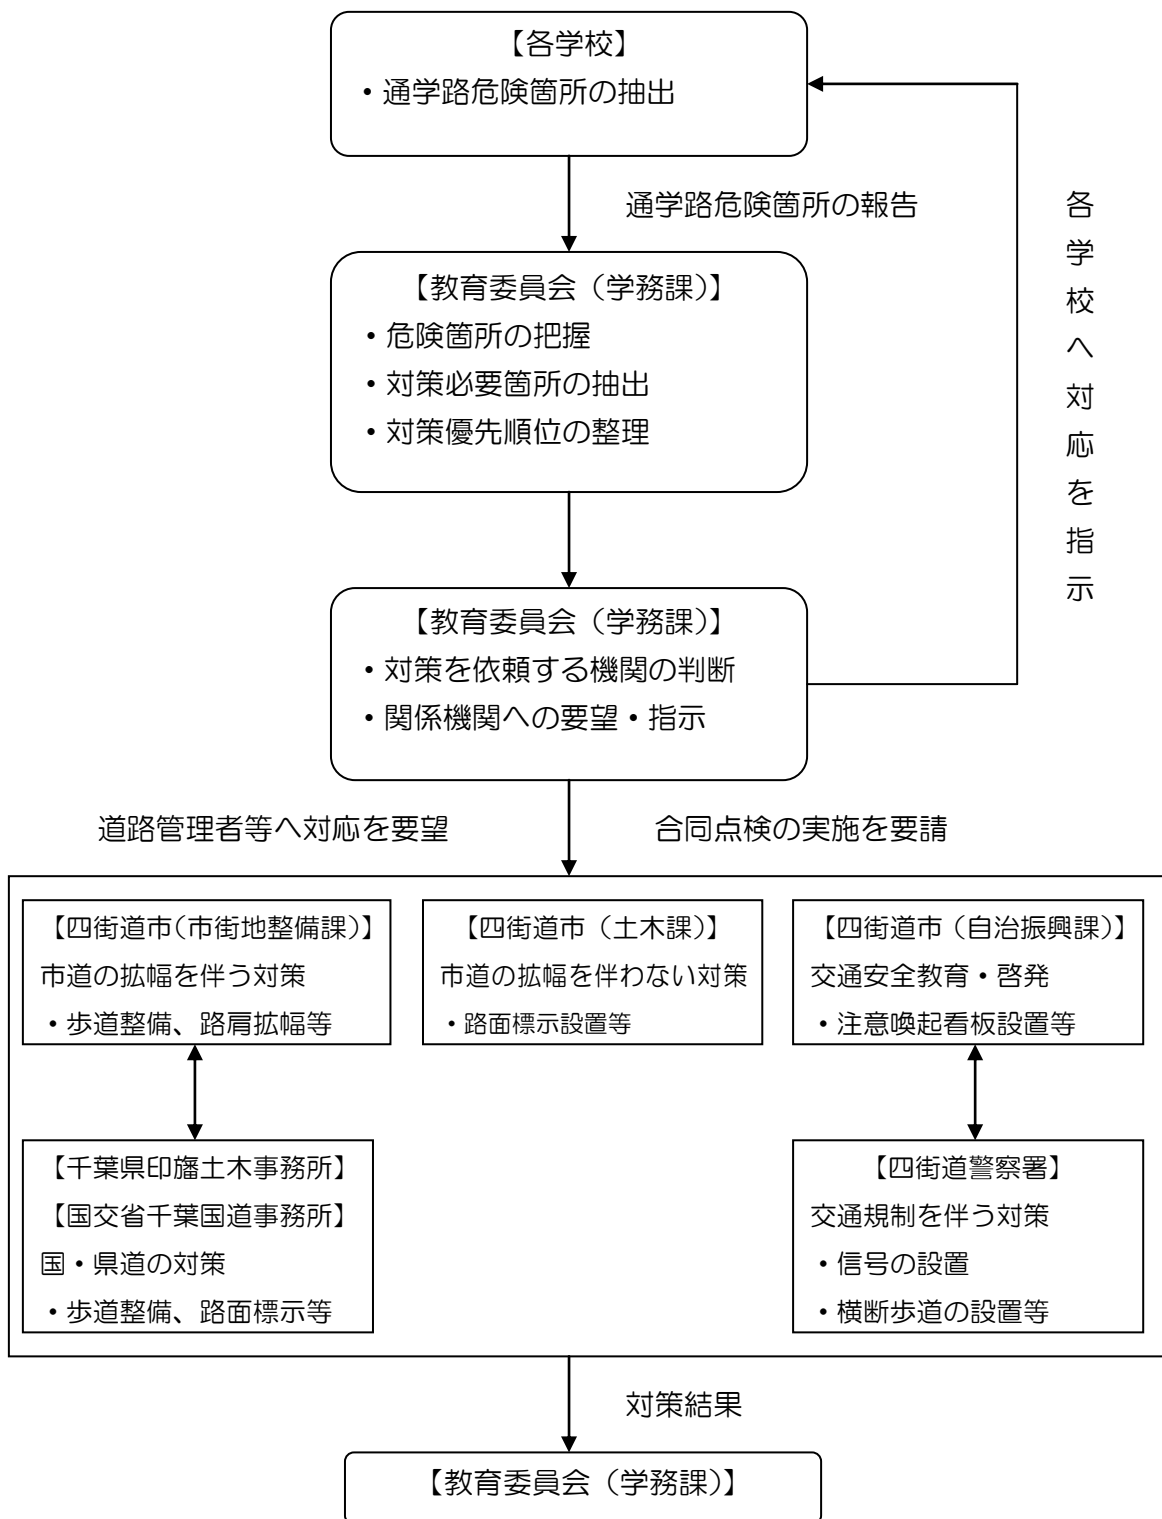 【各学校】
・通学路危険箇所の抽出
通学路危険箇所の報告
各学校へ対応を指示
【教育委員会（学務課）】
・危険箇所の把握
・対策必要箇所の抽出
・対策優先順位の整理
【教育委員会（学務課）】
・対策を依頼する機関の判断
・関係機関への要望・指示
道路管理者等へ対応を要望
合同点検の実施を要請
【四街道市（市街地整備課）】
市道の拡幅を伴う対策
・歩道整備、路肩拡幅等
【四街道市（土木課）】
市道の拡幅を伴わない対策
・路面標示設置等
【四街道市（自治振興課）】
交通安全教育・啓発
・注意喚起看板設置等
【千葉県印旛土木事務所】
【国交省千葉国道事務所】
国・県道の対策
・歩道整備、路面標示等
【四街道警察署】
交通規制を伴う対策
・信号の設置
・横断歩道の設置等
対策結果
【教育委員会（学務課）】